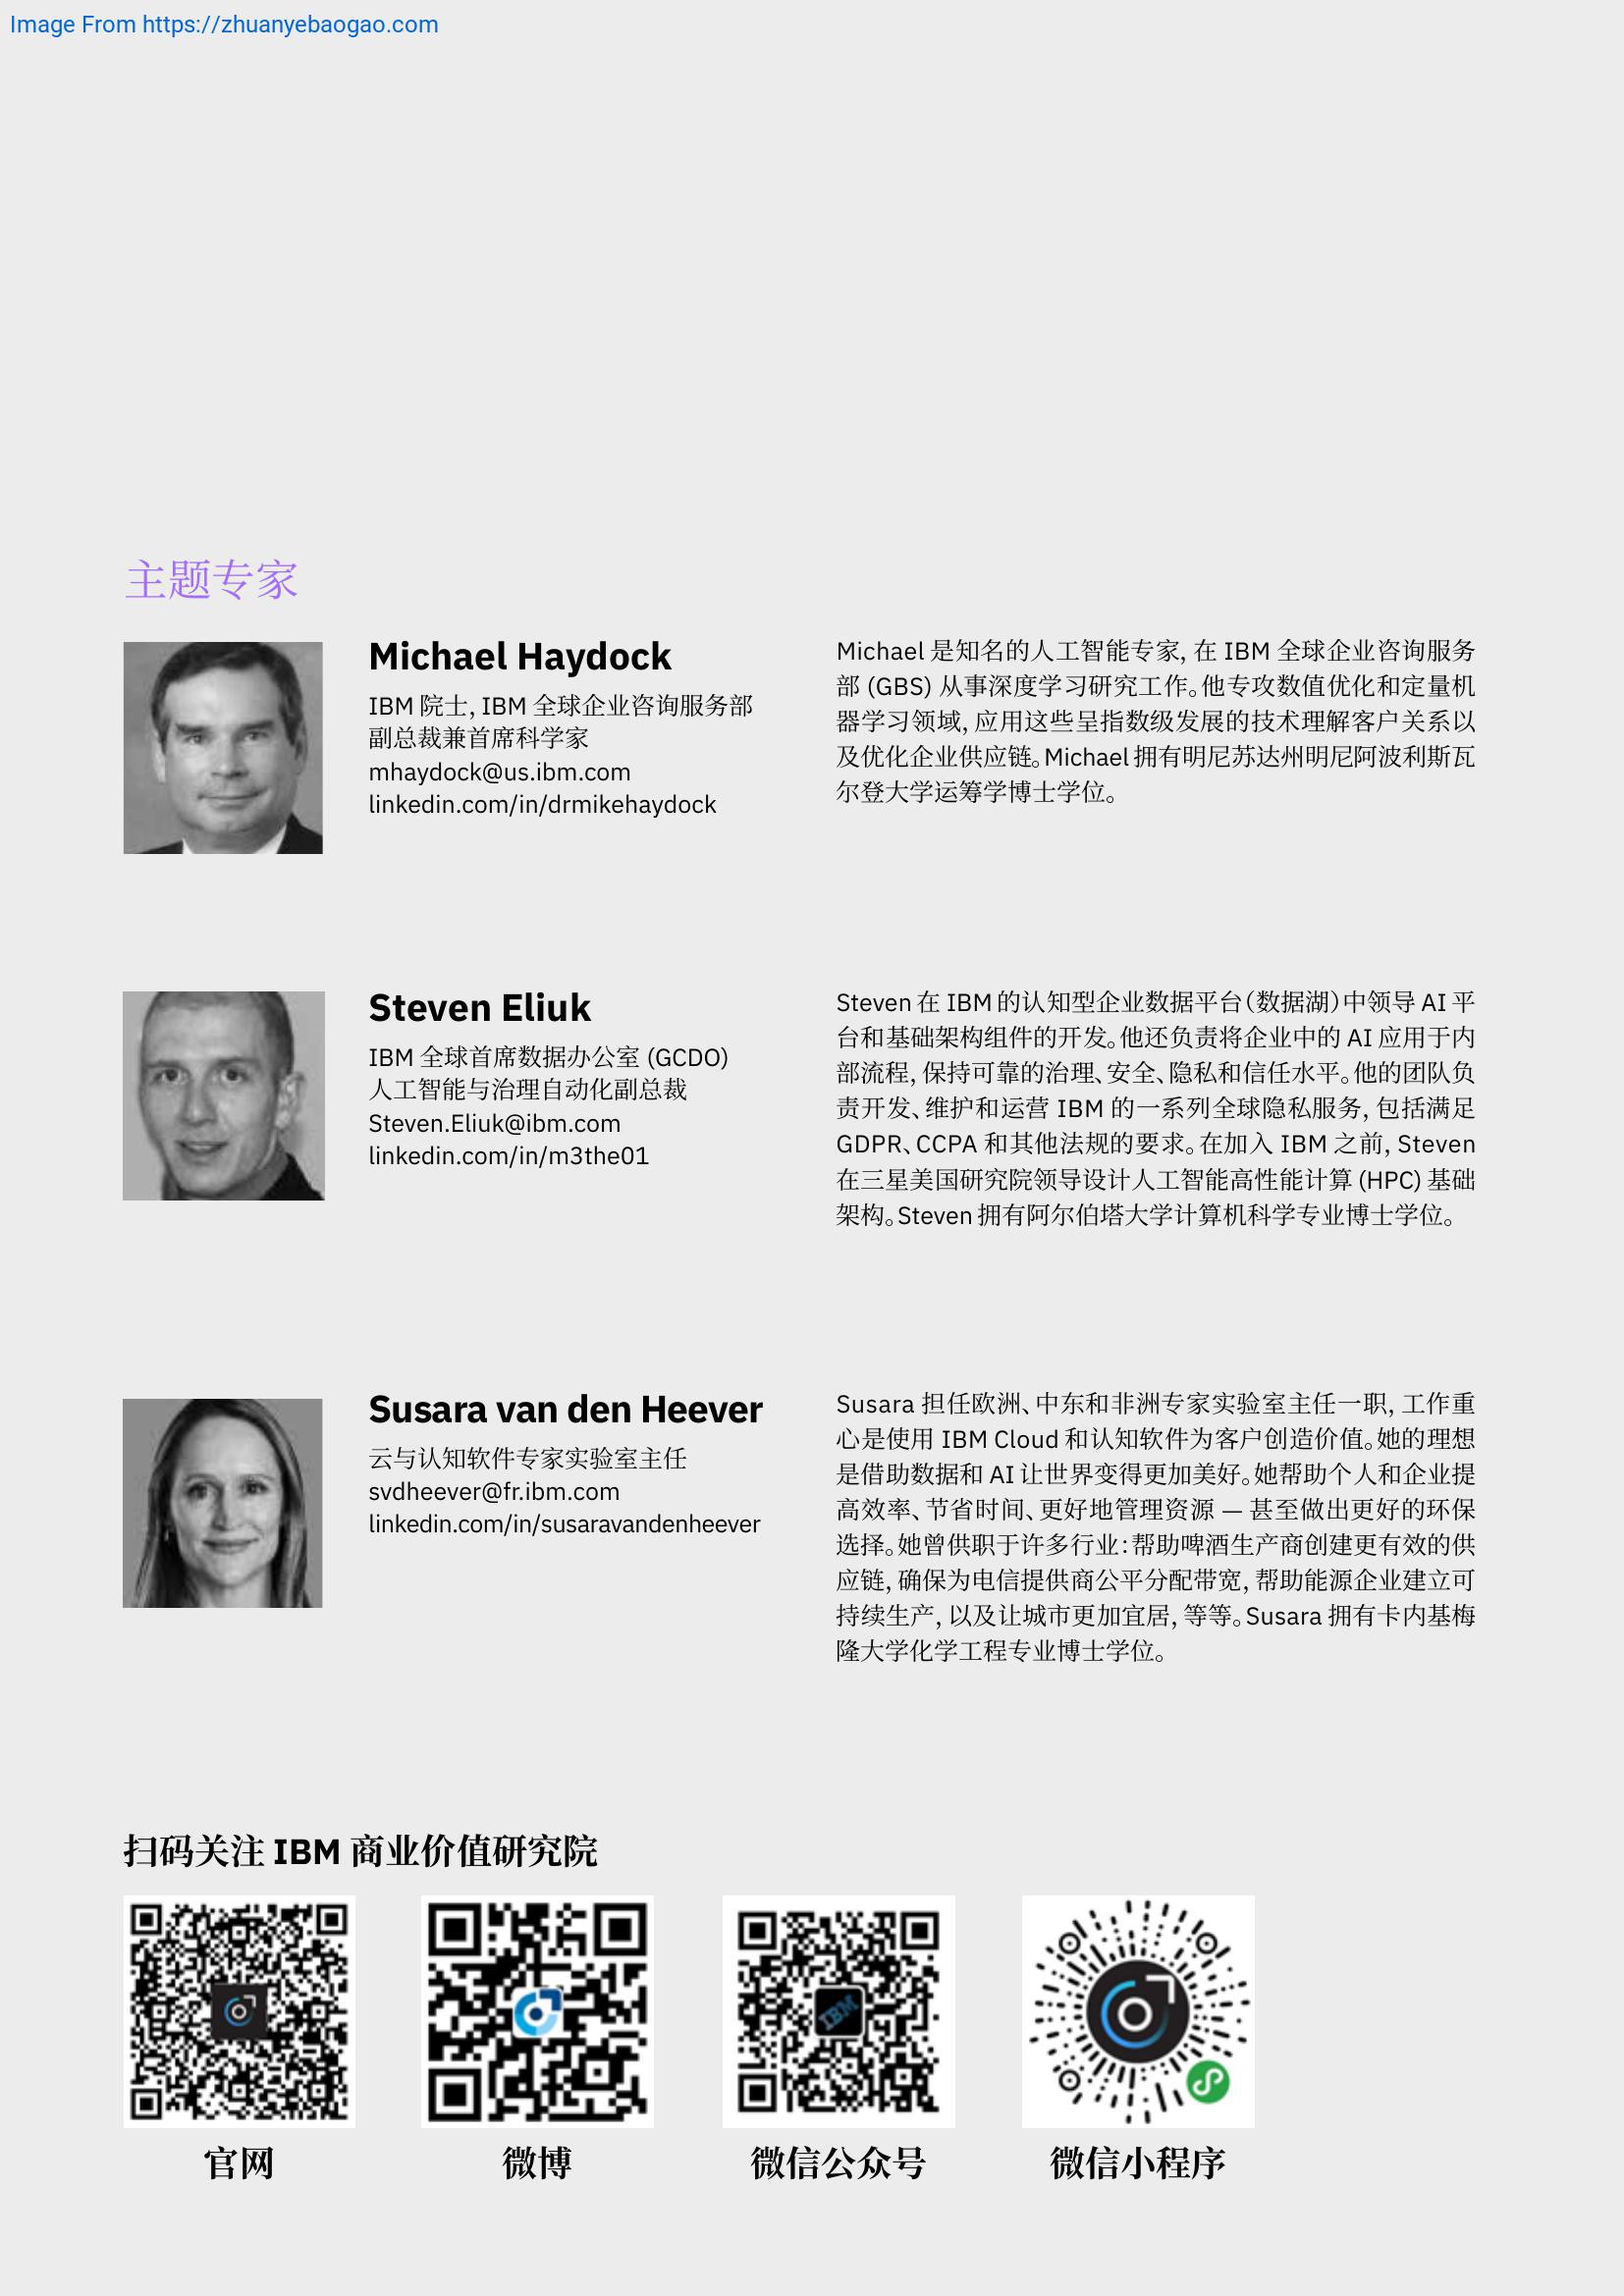 Image From https://zhuanyebaogao.com
主题专家
Michael Haydock
IBM 院士, IBM 全球企业咨询服务部
副总裁兼首席科学家
mhaydock@us.ibm.com
linkedin.com/in/drmikehaydock
Michael 是知名的人工智能专家, 在 IBM 全球企业咨询服务
部 (GBS) 从事深度学习研究工作。他专攻数值优化和定量机
器学习领域, 应用这些呈指数级发展的技术理解客户关系以
及优化企业供应链。Michael 拥有明尼苏达州明尼阿波利斯瓦
尔登大学运筹学博士学位。
Steven Eliuk
IBM 全球首席数据办公室 (GCDO)
人工智能与治理自动化副总裁
Steven.Eliuk@ibm.com
linkedin.com/in/m3the01
Steven 在 IBM 的认知型企业数据平台（数据湖）中领导 AI 平
台和基础架构组件的开发。他还负责将企业中的 AI 应用于内
部流程, 保持可靠的治理、安全、隐私和信任水平。他的团队负
责开发、维护和运营 IBM 的一系列全球隐私服务, 包括满足
GDPR、CCPA 和其他法规的要求。在加入 IBM 之前, Steven
在三星美国研究院领导设计人工智能高性能计算 (HPC) 基础
架构。Steven 拥有阿尔伯塔大学计算机科学专业博士学位。
Susara van den Heever
云与认知软件专家实验室主任
svdheever@fr.ibm.com
linkedin.com/in/susaravandenheever
Susara 担任欧洲、中东和非洲专家实验室主任一职, 工作重
心是使用 IBM Cloud 和认知软件为客户创造价值。她的理想
是借助数据和 AI 让世界变得更加美好。她帮助个人和企业提
高效率、节省时间、更好地管理资源 — 甚至做出更好的环保
选择。她曾供职于许多行业：帮助啤酒生产商创建更有效的供
应链, 确保为电信提供商公平分配带宽, 帮助能源企业建立可
持续生产, 以及让城市更加宜居, 等等。Susara 拥有卡内基梅
隆大学化学工程专业博士学位。
扫码关注 IBM 商业价值研究院
IBM
官网
微博
微信公众号
微信小程序